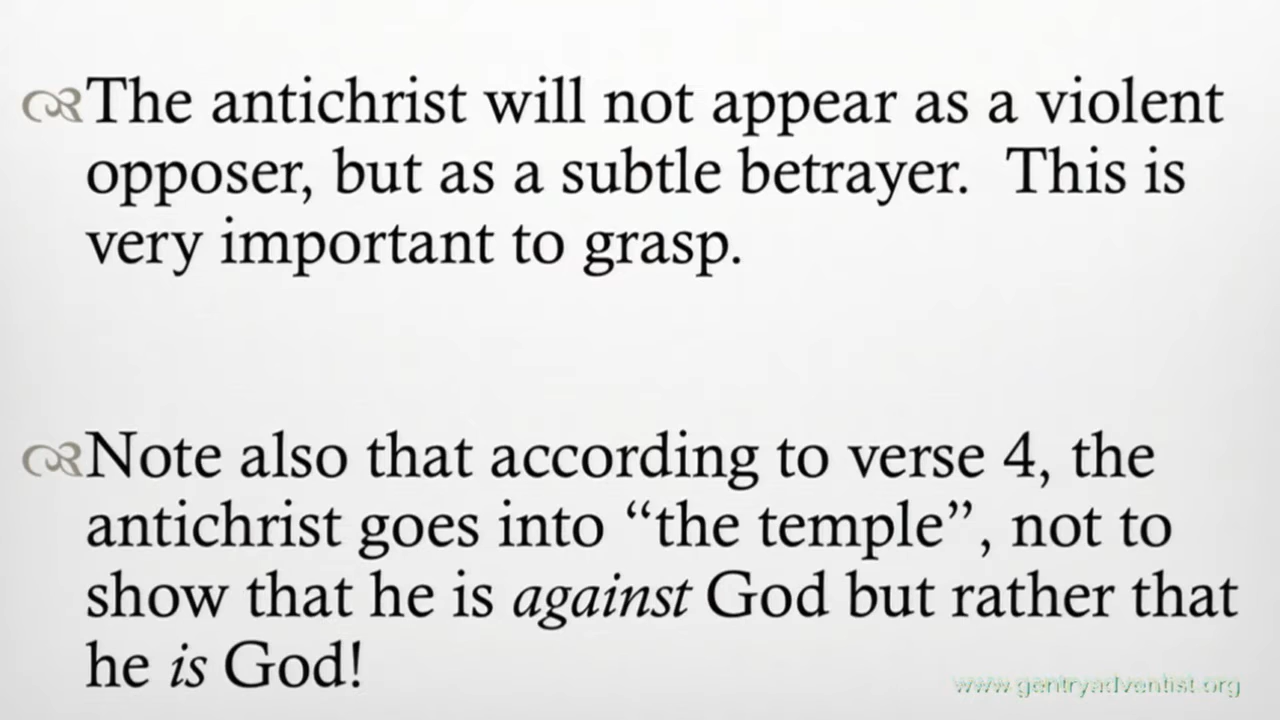 The antichrist will not appear as a violent
opposer, but as a subtle betrayer.  This is
very important to grasp.
Note also that according to verse 4, the
antichrist goes into “the temple”, not to
show that he is against God but rather that
he is God!
www.gentryadventist.org